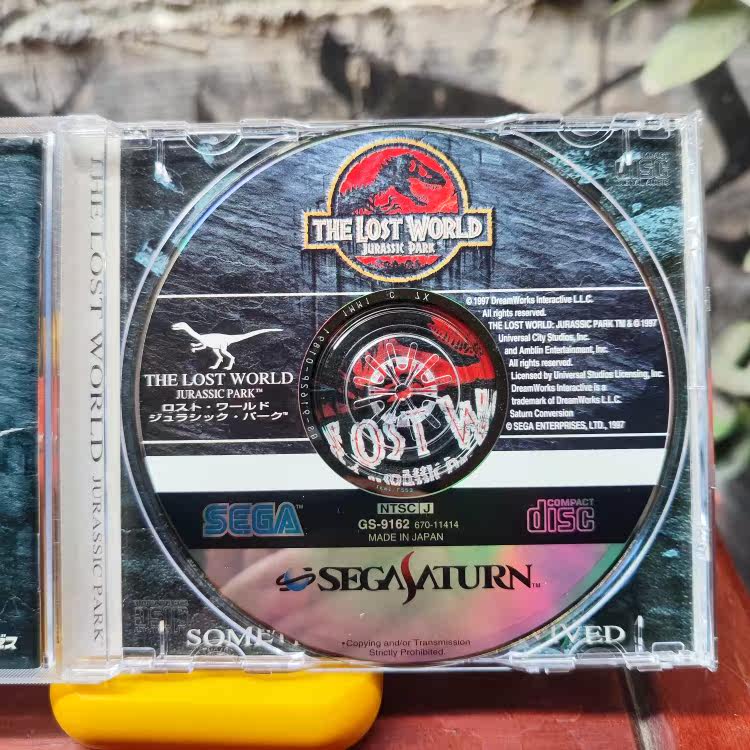 THE LOST WORLD JURASSIC PARK
THE LOST WORLD
JURASSIC PARK
THE LOST WORLD
JURASSIC PARK™
ロスト・ワールド
ジュラシック・パーク™
© 1997 DreamWorks Interactive L.L.C.
All rights reserved.
THE LOST WORLD: JURASSIC PARK TM & © 1997
Universal City Studios, Inc.
and Amblin Entertainment, Inc.
All rights reserved.
Licensed by Universal Studios Licensing, Inc.
DreamWorks Interactive is a
trademark of DreamWorks L.L.C.
Saturn Conversion
© SEGA ENTERPRISES, LTD., 1997
LOST W
SEGA™
NTSC J
GS-9162 670-11414
MADE IN JAPAN
COMPACT
disc
SEGA SATURN™
•Copying and/or Transmission
Strictly Prohibited.